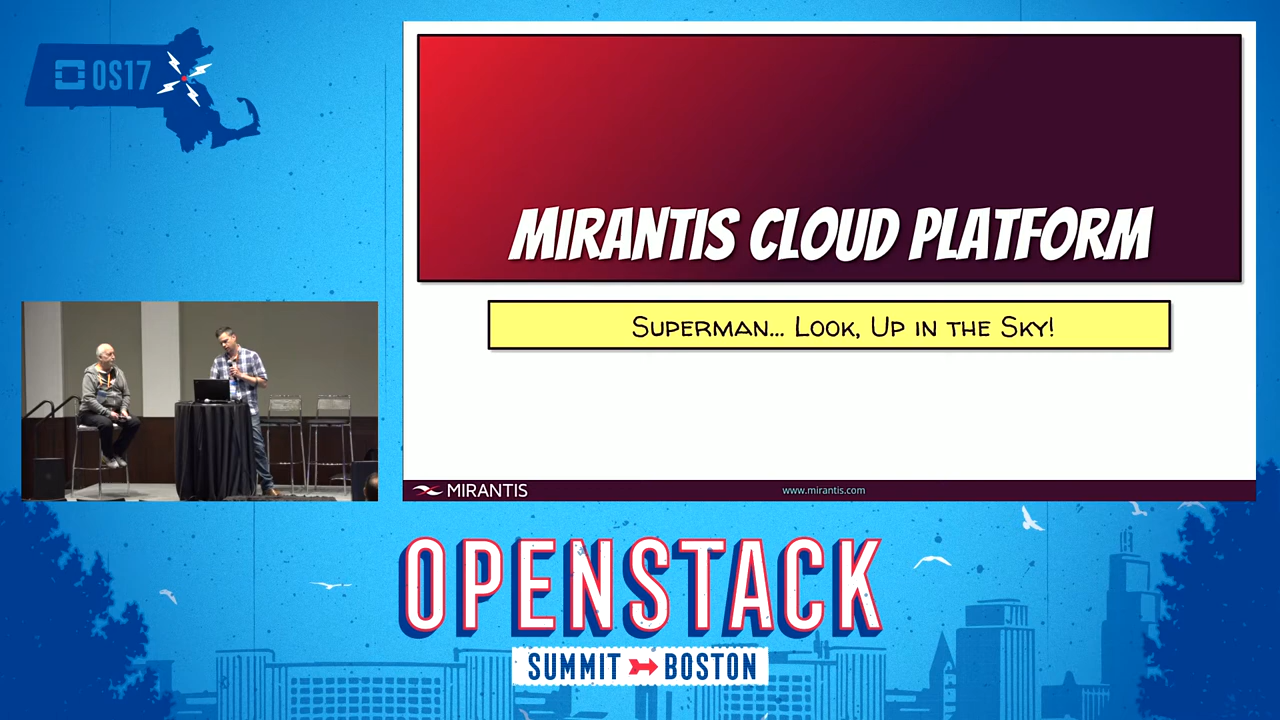 OS17
MIRANTIS CLOUD PLATFORM
Superman... Look, Up in the Sky!
MIRANTIS
www.mirantis.com
OPENSTACK
SUMMIT BOSTON